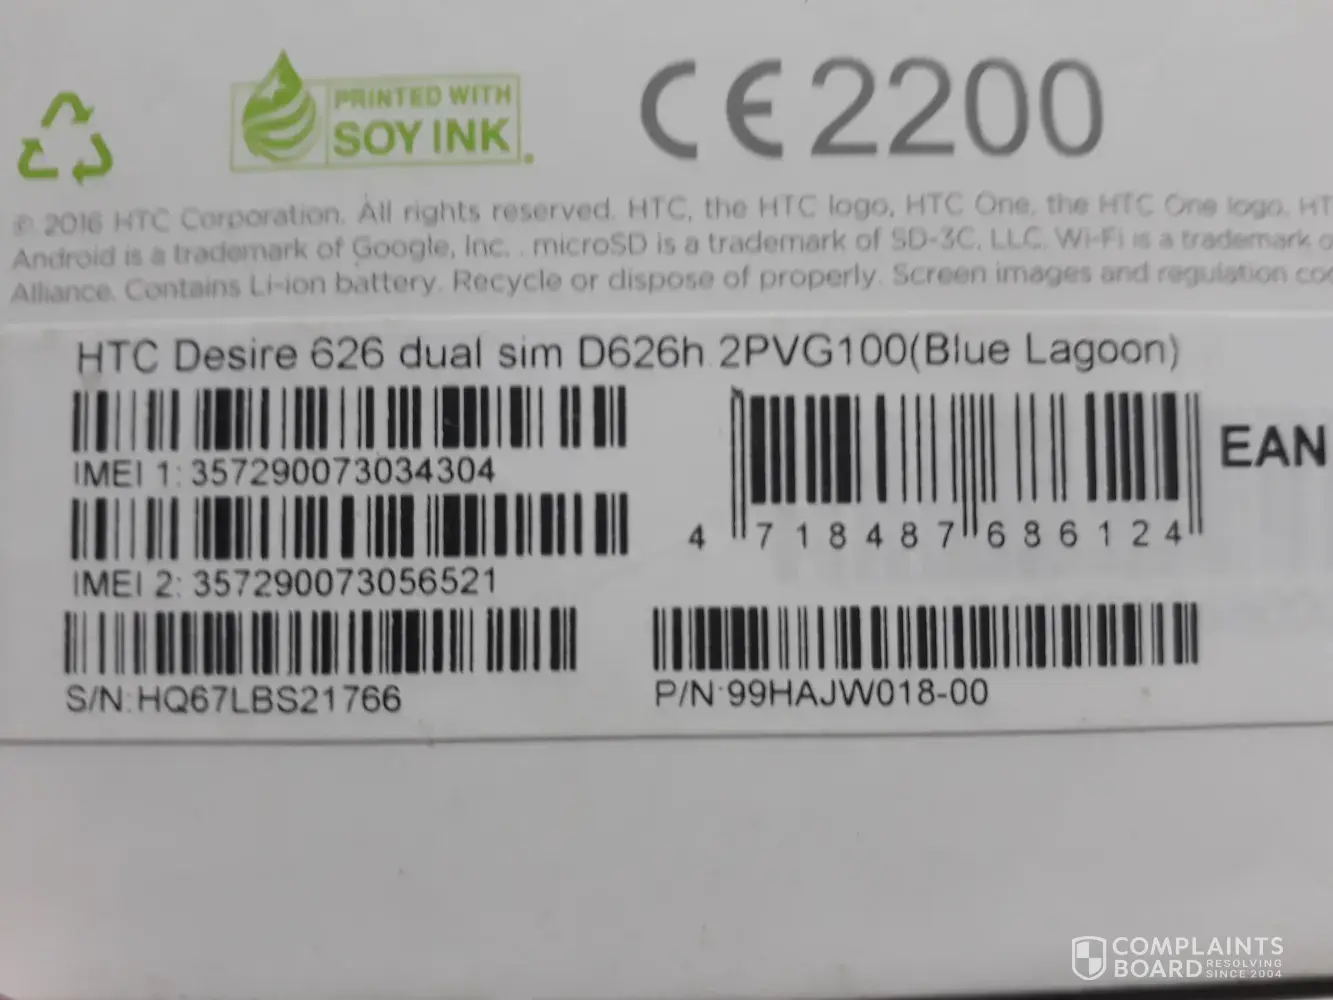 PRINTED WITH
SOY INK
CE2200
© 2016 HTC Corporation. All rights reserved. HTC, the HTC logo, HTC One, the HTC One logo, HT
Android is a trademark of Google, Inc. . microSD is a trademark of SD-3C, LLC. Wi-Fi is a trademark o
Alliance. Contains Li-ion battery. Recycle or dispose of properly. Screen images and regulation co
HTC Desire 626 dual sim D626h 2PVG100(Blue Lagoon)
IMEI 1: 357290073034304
EAN
4 718487 686124
IMEI 2: 357290073056521
S/N:HQ67LBS21766
P/N:99HAJW018-00
COMPLAINTS
BOARD RESOLVING
SINCE 2004